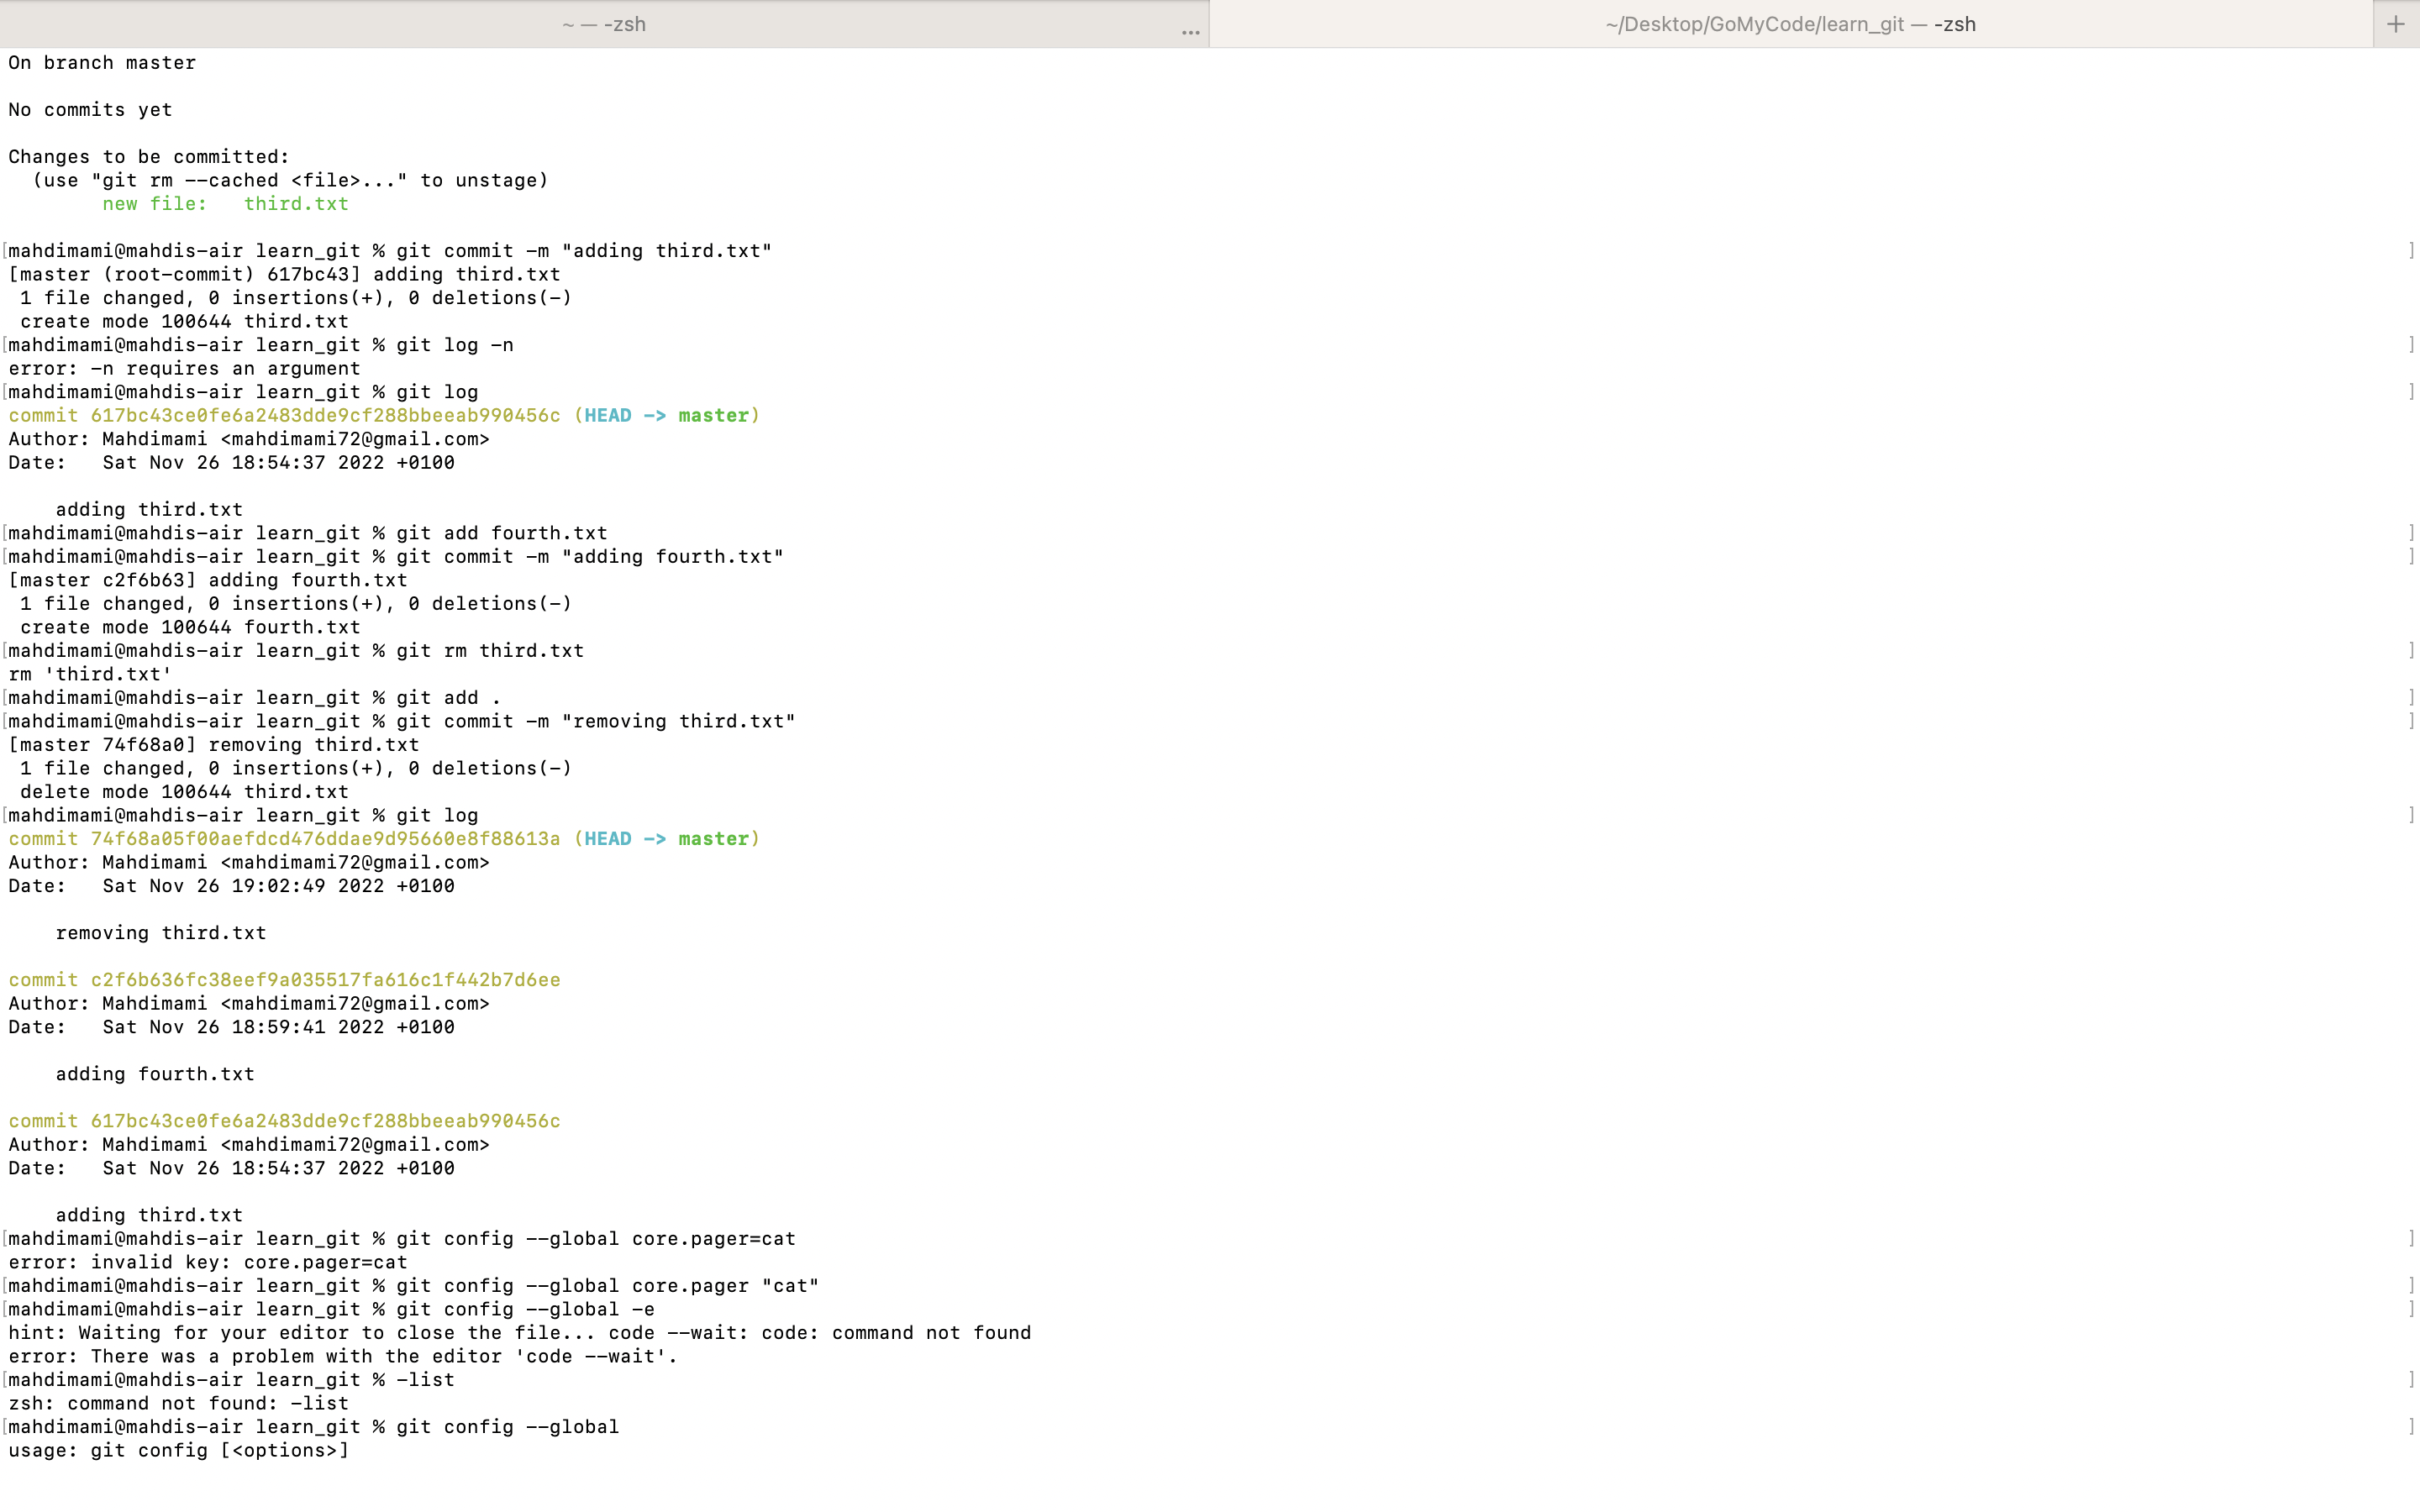 ~ — -zsh
...
~/Desktop/GoMyCode/learn_git — -zsh
+
On branch master

No commits yet

Changes to be committed:
  (use "git rm --cached <file>..." to unstage)
        new file:   third.txt

[mahdimami@mahdis-air learn_git % git commit -m "adding third.txt" ]
[master (root-commit) 617bc43] adding third.txt
 1 file changed, 0 insertions(+), 0 deletions(-)
 create mode 100644 third.txt
[mahdimami@mahdis-air learn_git % git log -n ]
error: -n requires an argument
[mahdimami@mahdis-air learn_git % git log ]
commit 617bc43ce0fe6a2483dde9cf288bbeeab990456c (HEAD -> master)
Author: Mahdimami <mahdimami72@gmail.com>
Date:   Sat Nov 26 18:54:37 2022 +0100

    adding third.txt
[mahdimami@mahdis-air learn_git % git add fourth.txt ]
[mahdimami@mahdis-air learn_git % git commit -m "adding fourth.txt" ]
[master c2f6b63] adding fourth.txt
 1 file changed, 0 insertions(+), 0 deletions(-)
 create mode 100644 fourth.txt
[mahdimami@mahdis-air learn_git % git rm third.txt ]
rm 'third.txt'
[mahdimami@mahdis-air learn_git % git add . ]
[mahdimami@mahdis-air learn_git % git commit -m "removing third.txt" ]
[master 74f68a0] removing third.txt
 1 file changed, 0 insertions(+), 0 deletions(-)
 delete mode 100644 third.txt
[mahdimami@mahdis-air learn_git % git log ]
commit 74f68a05f00aefdcd476ddae9d95660e8f88613a (HEAD -> master)
Author: Mahdimami <mahdimami72@gmail.com>
Date:   Sat Nov 26 19:02:49 2022 +0100

    removing third.txt

commit c2f6b636fc38eef9a035517fa616c1f442b7d6ee
Author: Mahdimami <mahdimami72@gmail.com>
Date:   Sat Nov 26 18:59:41 2022 +0100

    adding fourth.txt

commit 617bc43ce0fe6a2483dde9cf288bbeeab990456c
Author: Mahdimami <mahdimami72@gmail.com>
Date:   Sat Nov 26 18:54:37 2022 +0100

    adding third.txt
[mahdimami@mahdis-air learn_git % git config --global core.pager=cat ]
error: invalid key: core.pager=cat
[mahdimami@mahdis-air learn_git % git config --global core.pager "cat" ]
[mahdimami@mahdis-air learn_git % git config --global -e ]
hint: Waiting for your editor to close the file... code --wait: code: command not found
error: There was a problem with the editor 'code --wait'.
[mahdimami@mahdis-air learn_git % -list ]
zsh: command not found: -list
[mahdimami@mahdis-air learn_git % git config --global ]
usage: git config [<options>]